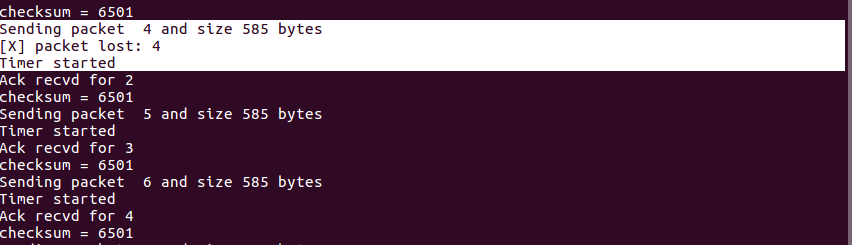 checksum = 6501
Sending packet  4 and size 585 bytes
[X] packet lost: 4
Timer started
Ack recvd for 2
checksum = 6501
Sending packet  5 and size 585 bytes
Timer started
Ack recvd for 3
checksum = 6501
Sending packet  6 and size 585 bytes
Timer started
Ack recvd for 4
checksum = 6501